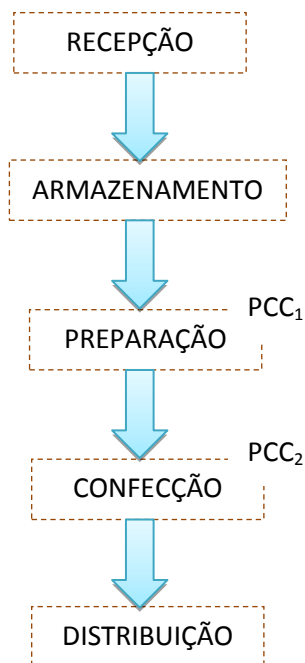 RECEPÇÃO
ARMAZENAMENTO
PCC₁
PREPARAÇÃO
PCC₂
CONFECÇÃO
DISTRIBUIÇÃO